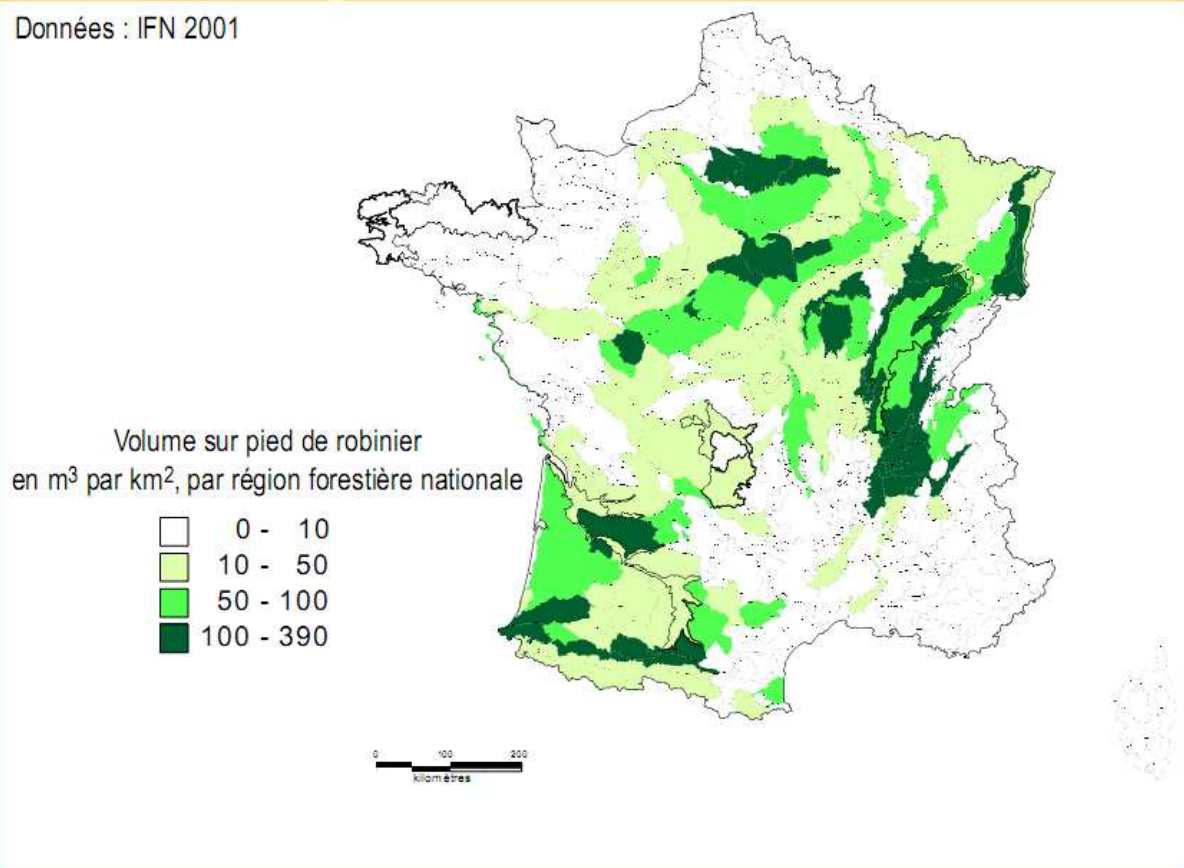 Données : IFN 2001
Volume sur pied de robinier
en m³ par km², par région forestière nationale
0 - 10
10 - 50
50 - 100
100 - 390
0 100 200
kilomètres